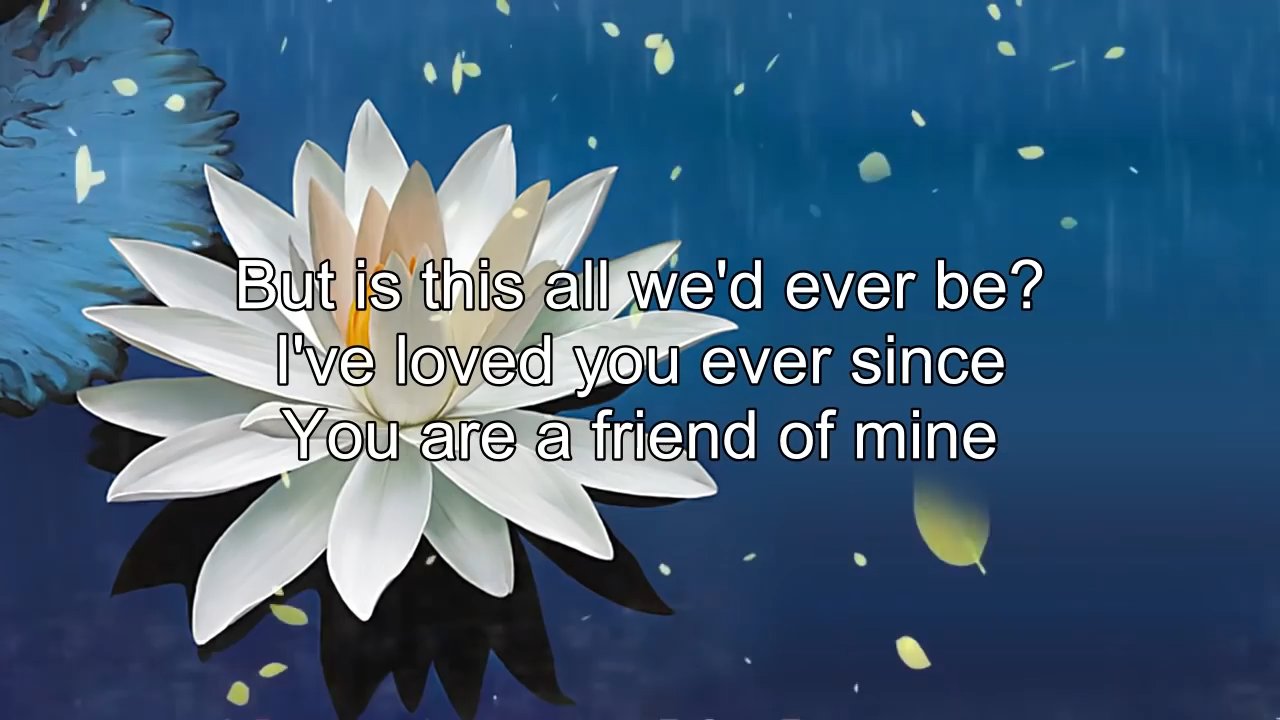 But is this all we'd ever be?
I've loved you ever since
You are a friend of mine